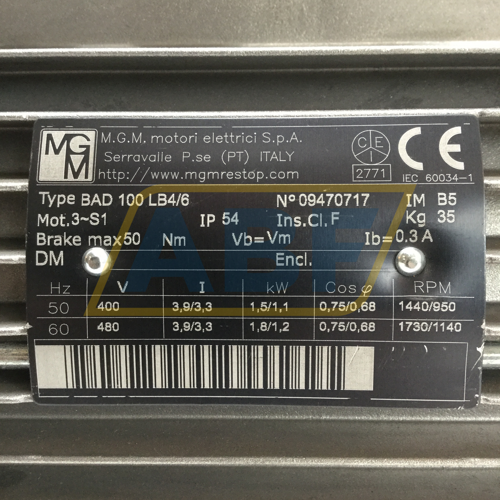 MGM M.G.M. motori elettrici S.p.A.
Serravalle P.se (PT) ITALY
http://www.mgmrestop.com
CEI 2771 CE IEC 60034-1
Type BAD 100 LB4/6 N° 09470717 IM B5
Mot.3~S1 IP 54 Ins.Cl.F Kg 35
Brake max50 Nm Vb=Vm Ib=0.3 A
DM Encl.
Hz V I kW Cos φ RPM
50 400 3,9/3,3 1,5/1,1 0,75/0,68 1440/950
60 480 3,9/3,3 1,8/1,2 0,75/0,68 1730/1140
AEF